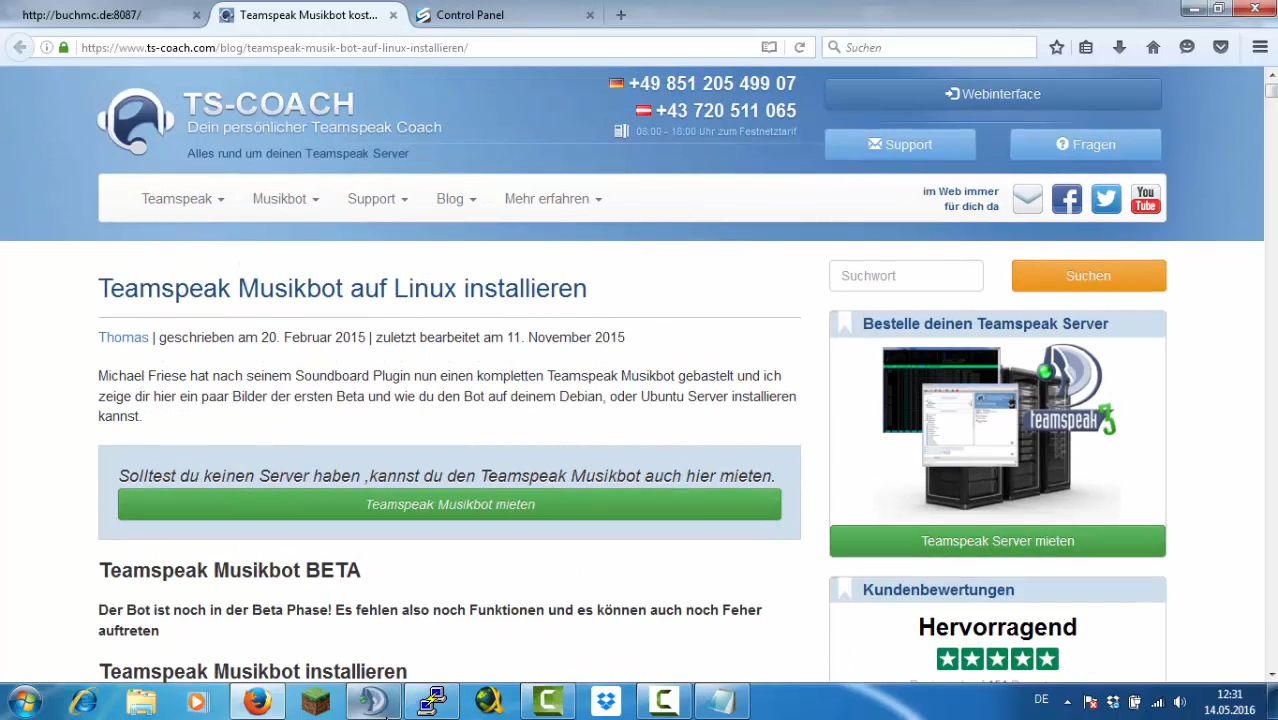 http://buchmc.de:8087/
Teamspeak Musikbot kost...
Control Panel
https://www.ts-coach.com/blog/teamspeak-musik-bot-auf-linux-installieren/
Suchen
TS-COACH
Dein persönlicher Teamspeak Coach
Alles rund um deinen Teamspeak Server
+49 851 205 499 07
+43 720 511 065
08:00 - 18:00 Uhr zum Festnetztarif
Webinterface
Support
Fragen
Teamspeak
Musikbot
Support
Blog
Mehr erfahren
im Web immer
für dich da
You
Tube
Teamspeak Musikbot auf Linux installieren
Thomas | geschrieben am 20. Februar 2015 | zuletzt bearbeitet am 11. November 2015
Michael Friese hat nach seinem Soundboard Plugin nun einen kompletten Teamspeak Musikbot gebastelt und ich
zeige dir hier ein paar Bilder der ersten Beta und wie du den Bot auf deinem Debian, oder Ubuntu Server installieren
kannst.
Solltest du keinen Server haben ,kannst du den Teamspeak Musikbot auch hier mieten.
Teamspeak Musikbot mieten
Teamspeak Musikbot BETA
Der Bot ist noch in der Beta Phase! Es fehlen also noch Funktionen und es können auch noch Feher
auftreten
Teamspeak Musikbot installieren
Suchwort
Suchen
Bestelle deinen Teamspeak Server
teamspeak3
Teamspeak Server mieten
Kundenbewertungen
Hervorragend
DE
12:31
14.05.2016